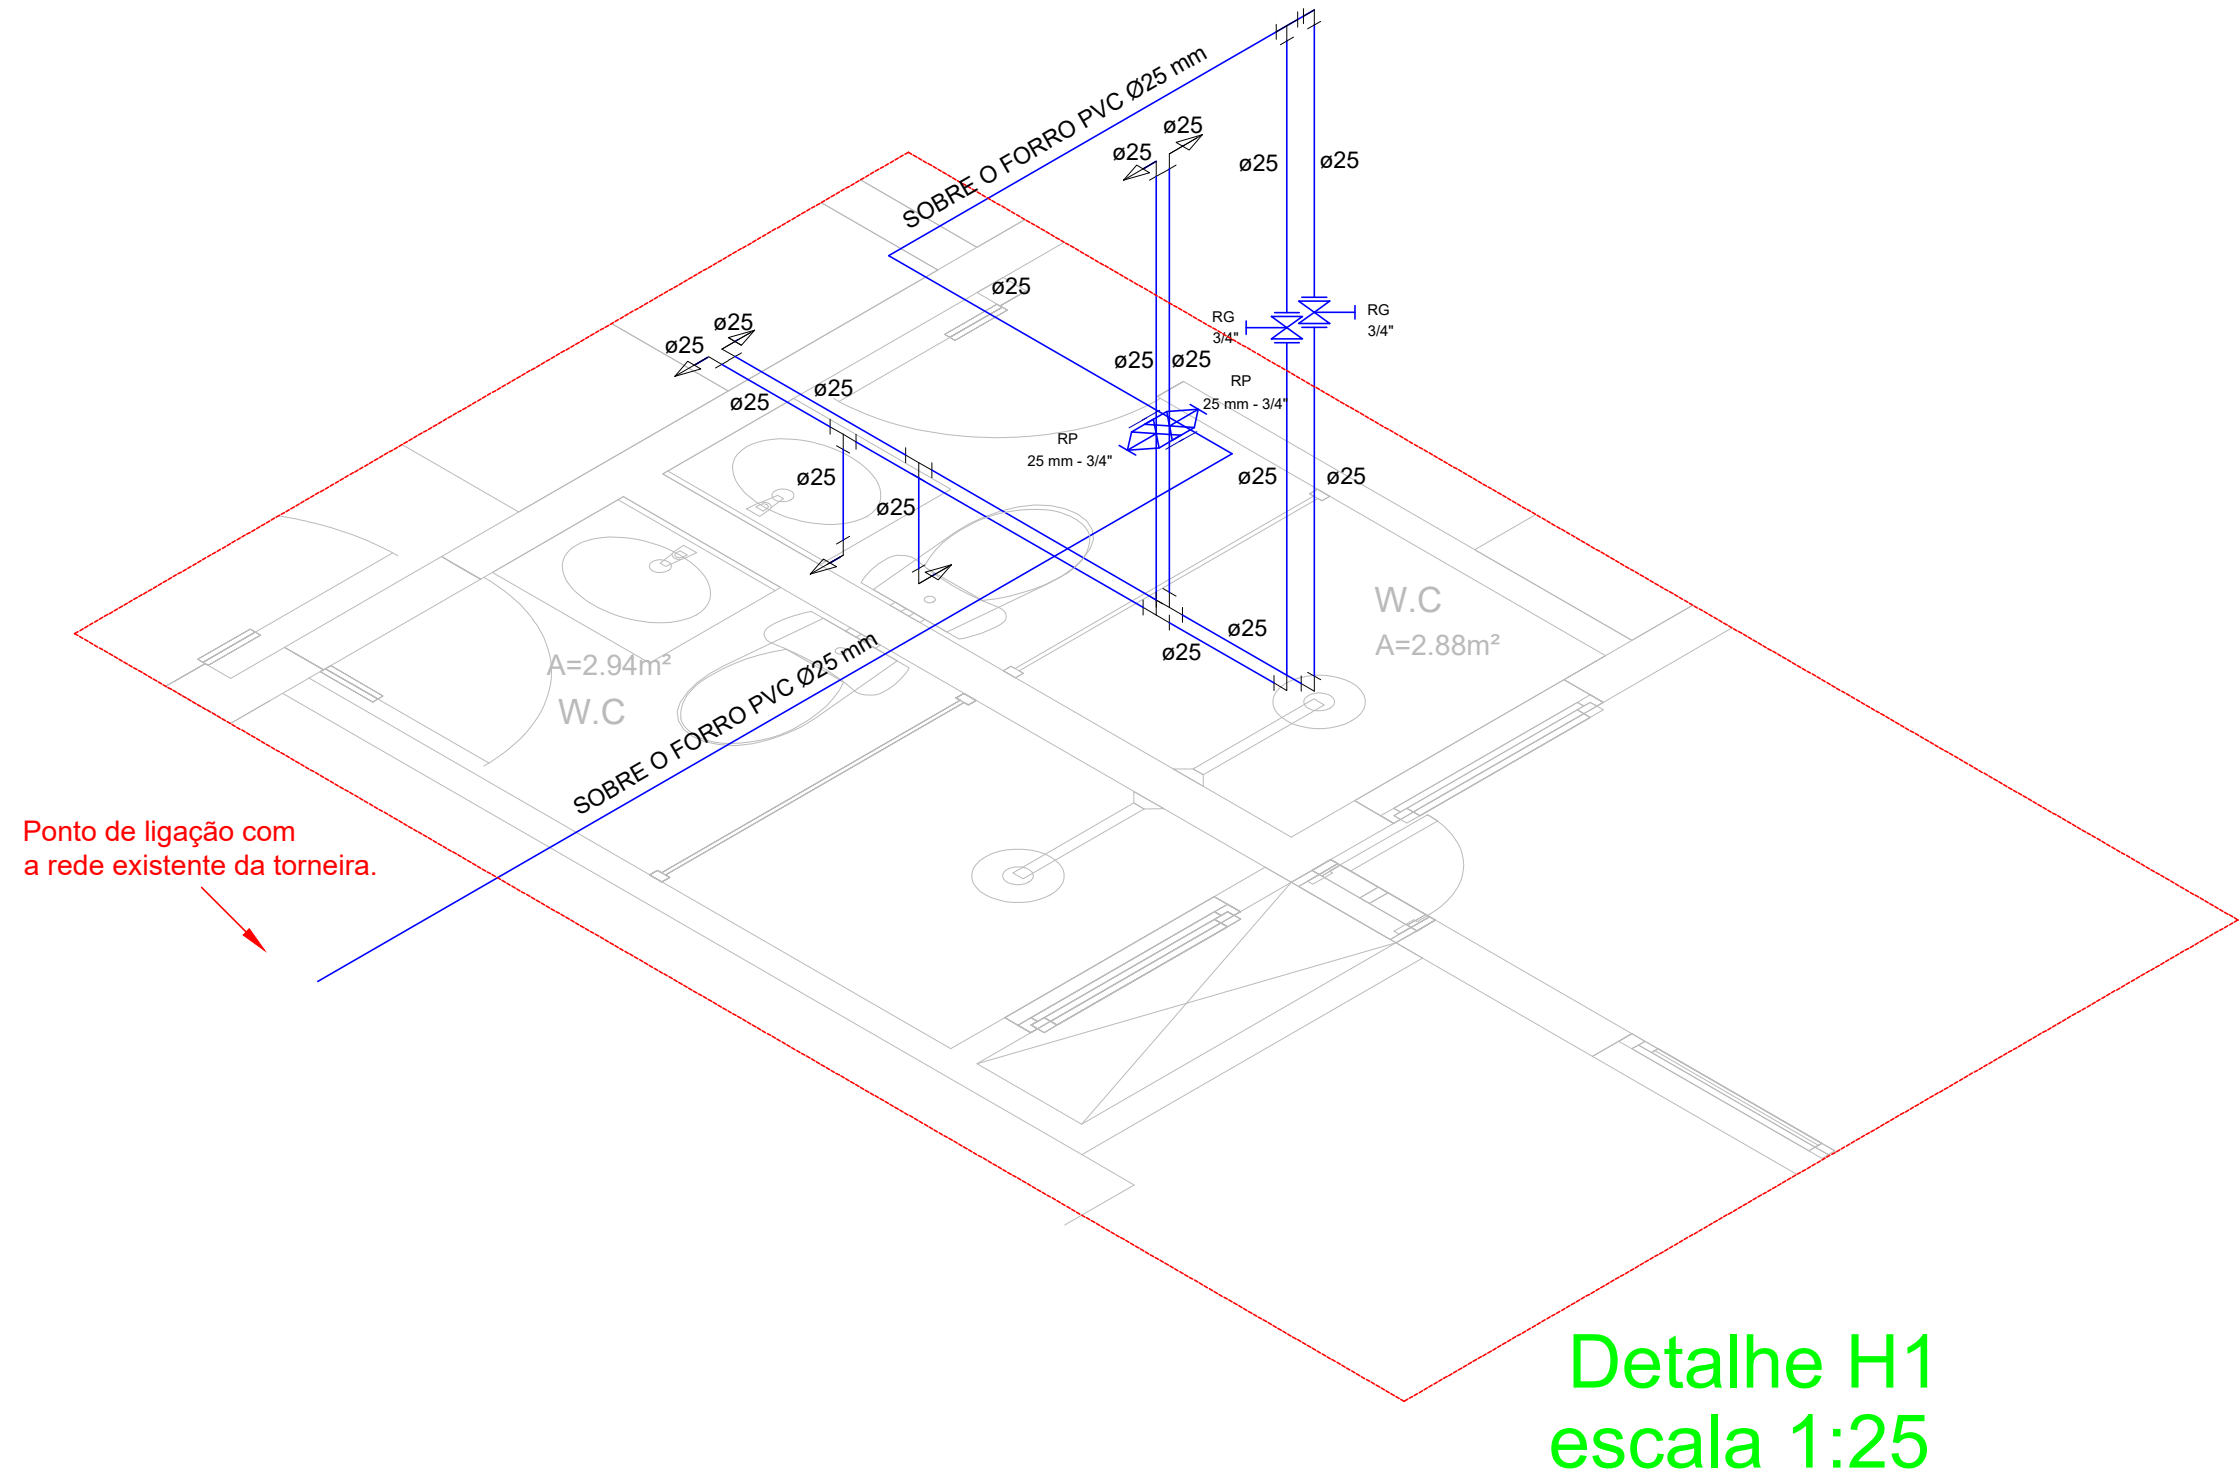 SOBRE O FORRO PVC Ø25 mm
ø25
ø25
ø25
ø25
ø25
RG
3/4"
RG
3/4"
ø25
ø25
ø25
ø25
ø25
ø25
RP
25 mm - 3/4"
RP
25 mm - 3/4"
ø25
ø25
ø25
ø25
ø25
ø25
W.C
A=2.88m²
ø25
ø25
A=2.94m²
W.C
SOBRE O FORRO PVC Ø25 mm
Ponto de ligação com
a rede existente da torneira.
Detalhe H1
escala 1:25